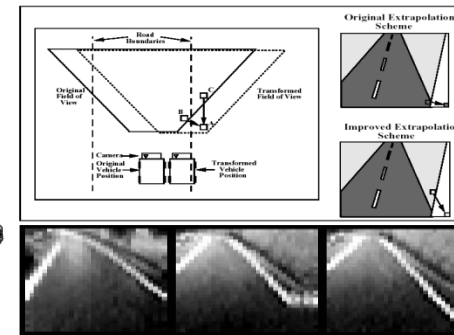 Road
Boundaries
Original
Field of
View
C
B
A
Transformed
Field of View
Camera
Original
Vehicle
Position
Transformed
Vehicle
Position
Original Extrapolation
Scheme
Improved Extrapolation
Scheme